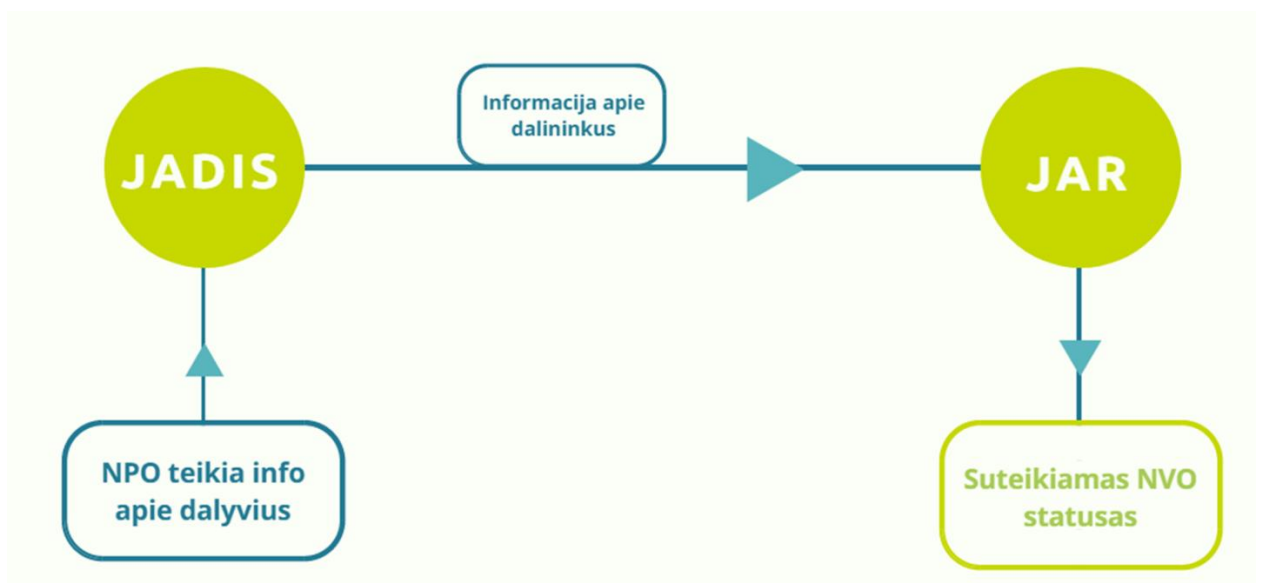 JADIS
Informacija apie
dalininkus
JAR
NPO teikia info
apie dalyvius
Suteikiamas NVO
statusas